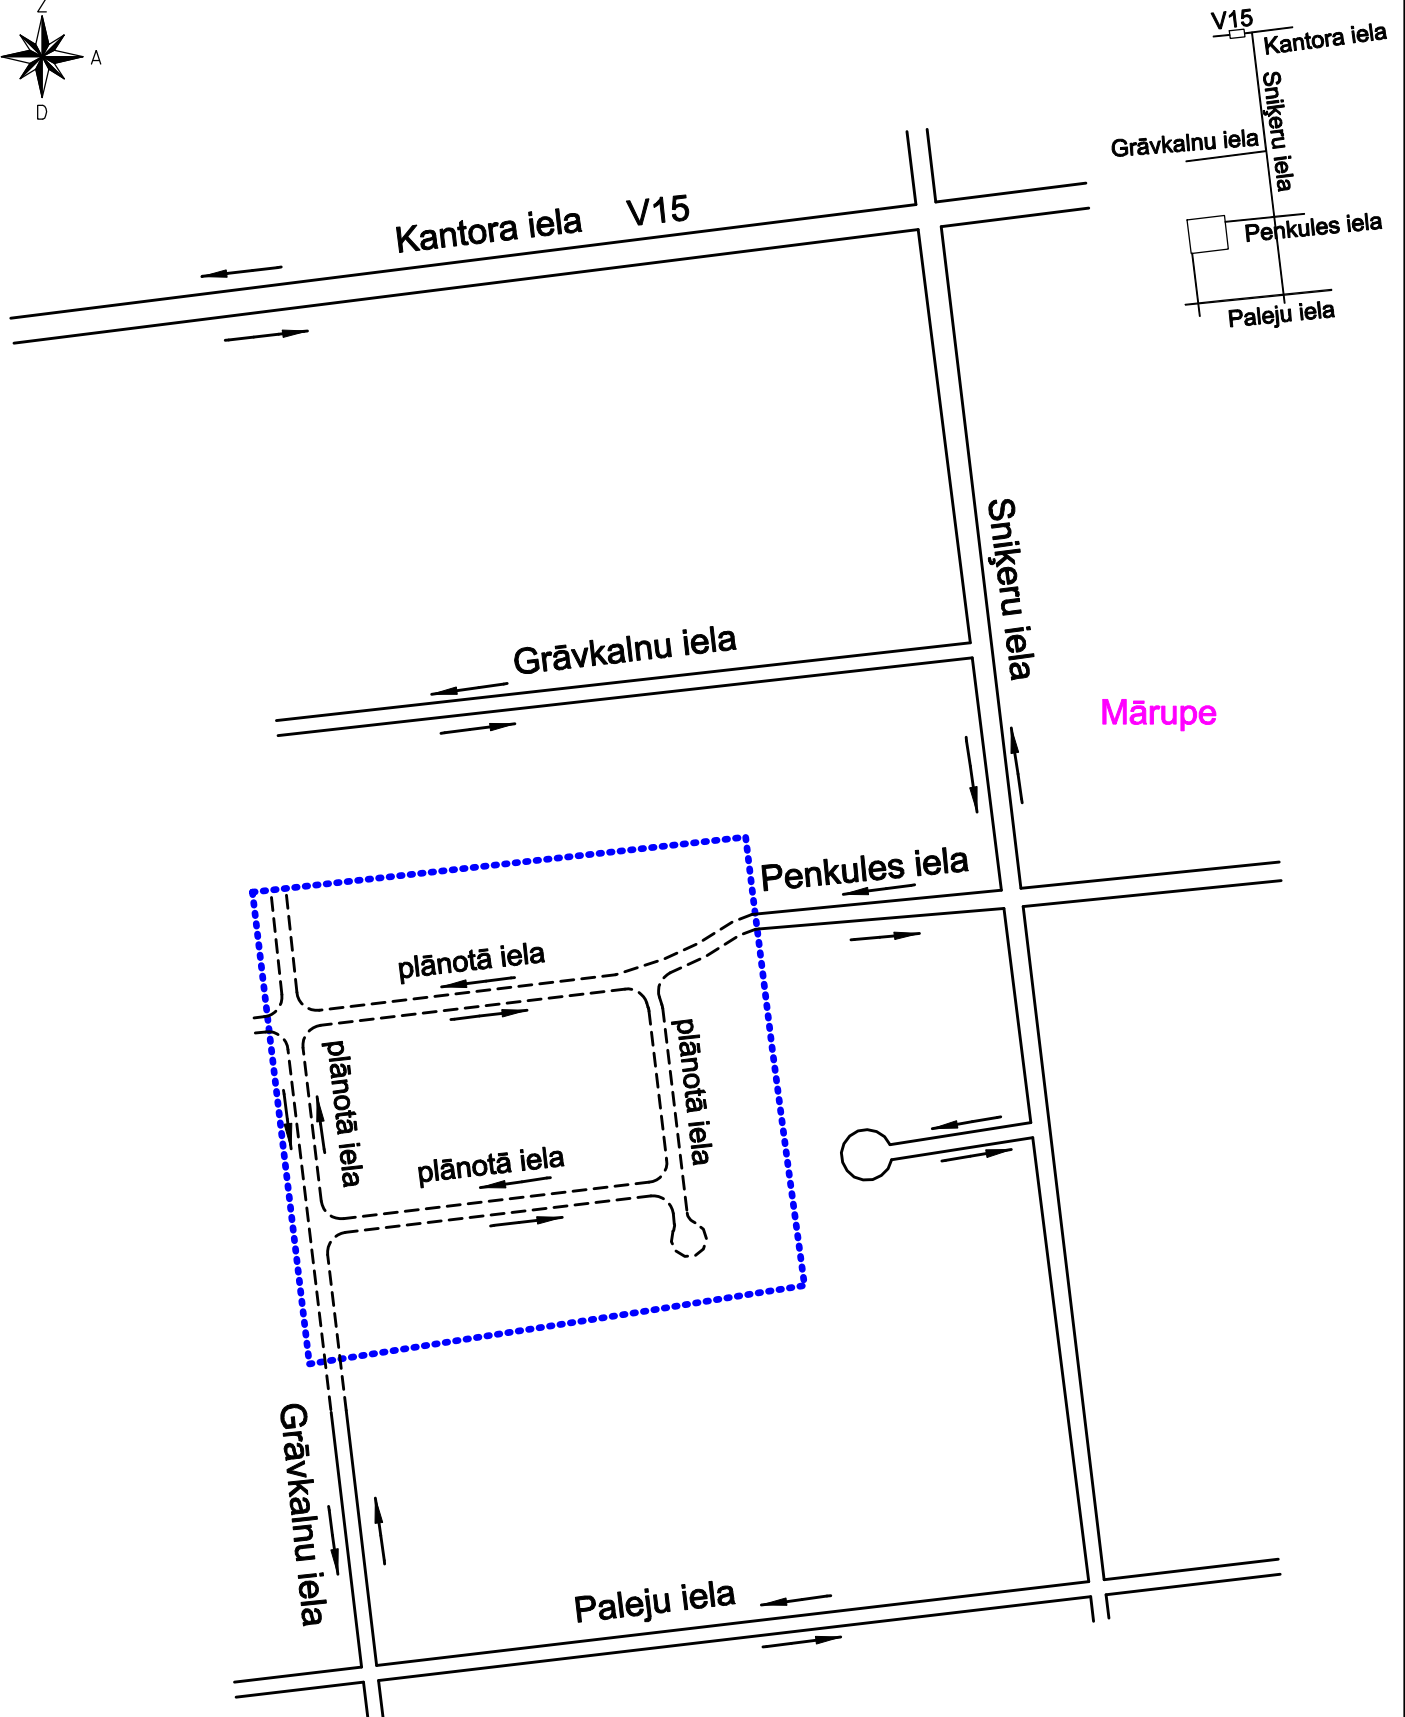 Z
A
D
V15
Kantora iela
Sniķeru iela
Grāvkalnu iela
Penkules iela
Paleju iela
Kantora iela V15
Sniķeru iela
Grāvkalnu iela
Mārupe
Penkules iela
plānotā iela
plānotā iela
plānotā iela
plānotā iela
Grāvkalnu iela
Paleju iela